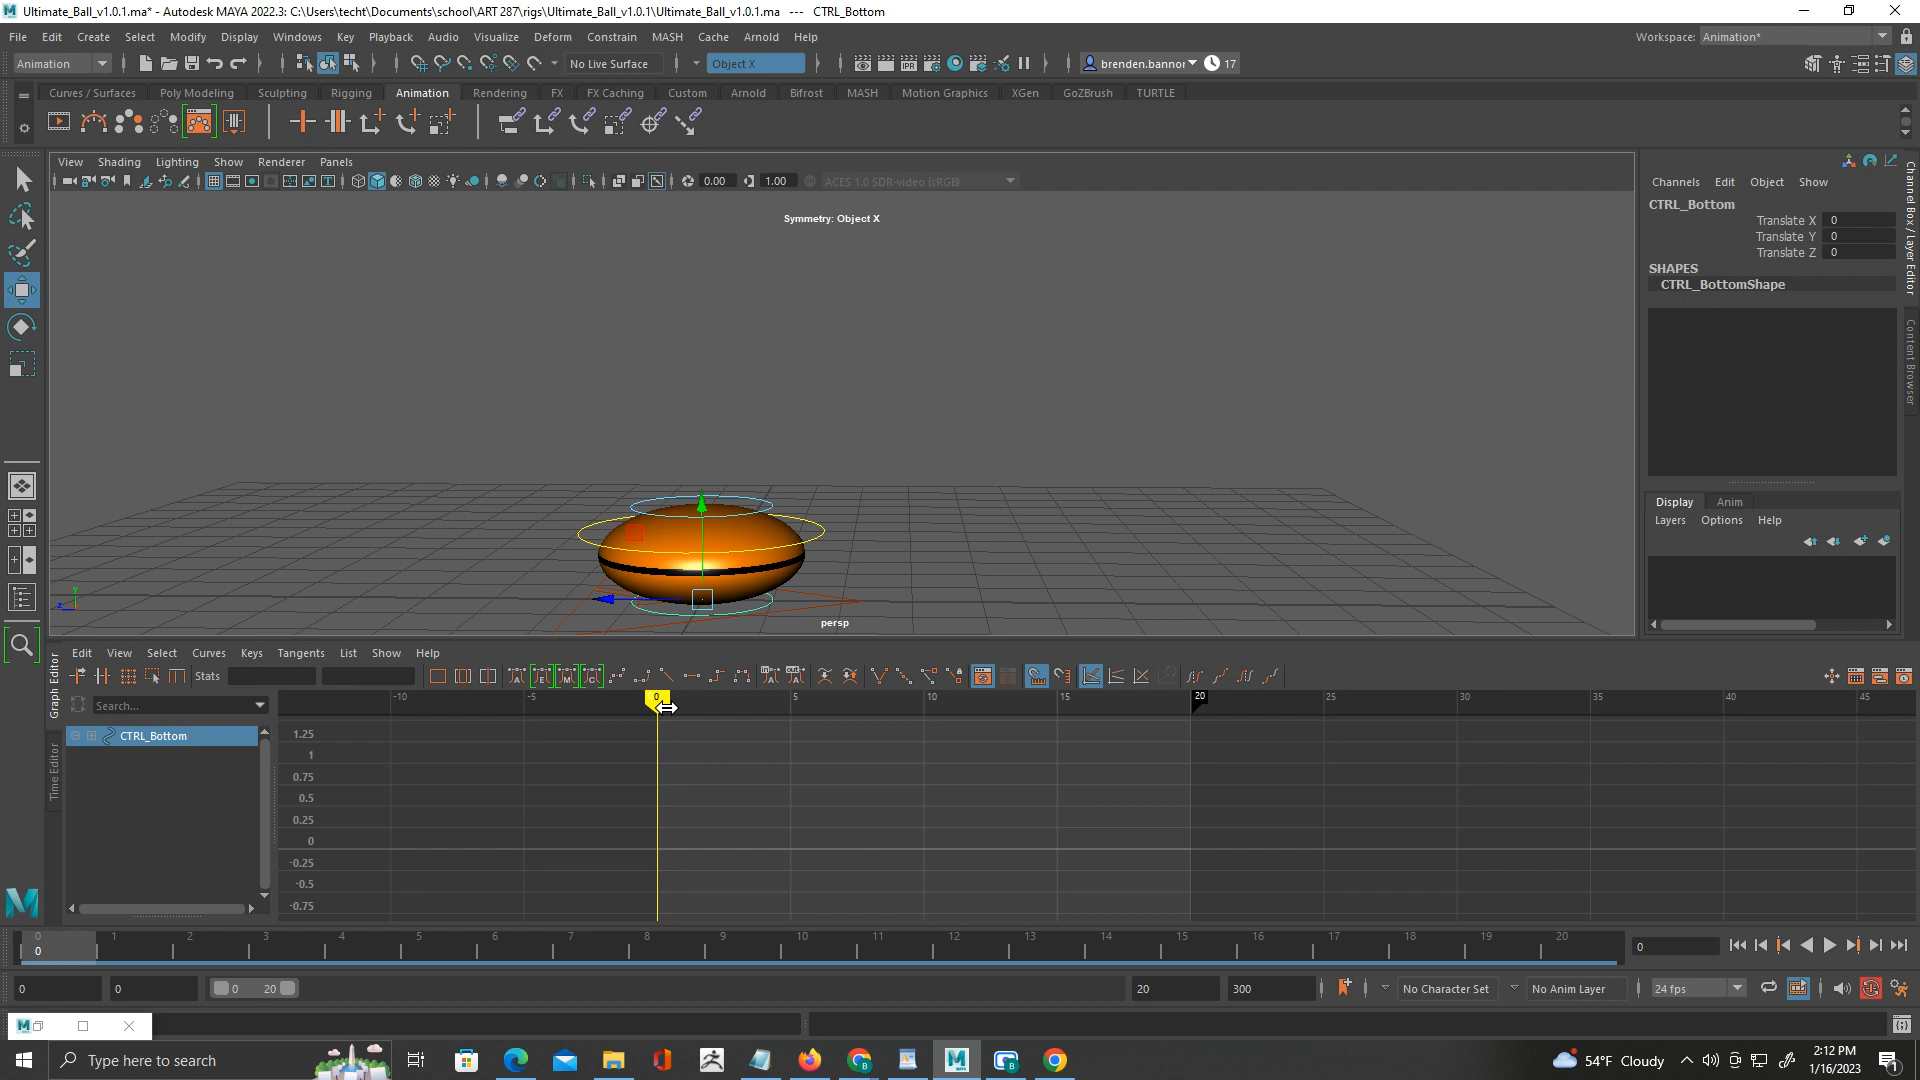 Ultimate_Ball_v1.0.1.ma* - Autodesk MAYA 2022.3: C:\Users\techt\Documents\school\ART 287\rigs\Ultimate_Ball_v1.0.1\Ultimate_Ball_v1.0.1.ma --- CTRL_Bottom
File Edit Create Select Modify Display Windows Key Playback Audio Visualize Deform Constrain MASH Cache Arnold Help
Workspace: Animation*
Animation No Live Surface Object X brenden.bannor 17
Curves / Surfaces Poly Modeling Sculpting Rigging Animation Rendering FX FX Caching Custom Arnold Bifrost MASH Motion Graphics XGen GoZBrush TURTLE
View Shading Lighting Show Renderer Panels
0.00 1.00 ACES 1.0 SDR-video (sRGB)
Symmetry: Object X
persp
Channels Edit Object Show
CTRL_Bottom
Translate X 0
Translate Y 0
Translate Z 0
SHAPES
CTRL_BottomShape
Channel Box / Layer Editor
Content Browser
Display Anim
Layers Options Help
Graph Editor
Time Editor
Edit View Select Curves Keys Tangents List Show Help
Stats
Search...
CTRL_Bottom
-10 -5 0 5 10 15 20 25 30 35 40 45
1.25
1
0.75
0.5
0.25
0
-0.25
-0.5
-0.75
0 1 2 3 4 5 6 7 8 9 10 11 12 13 14 15 16 17 18 19 20
0 0
0 0 0 20 20 300 No Character Set No Anim Layer 24 fps
Type here to search
54°F Cloudy
2:12 PM
1/16/2023
1